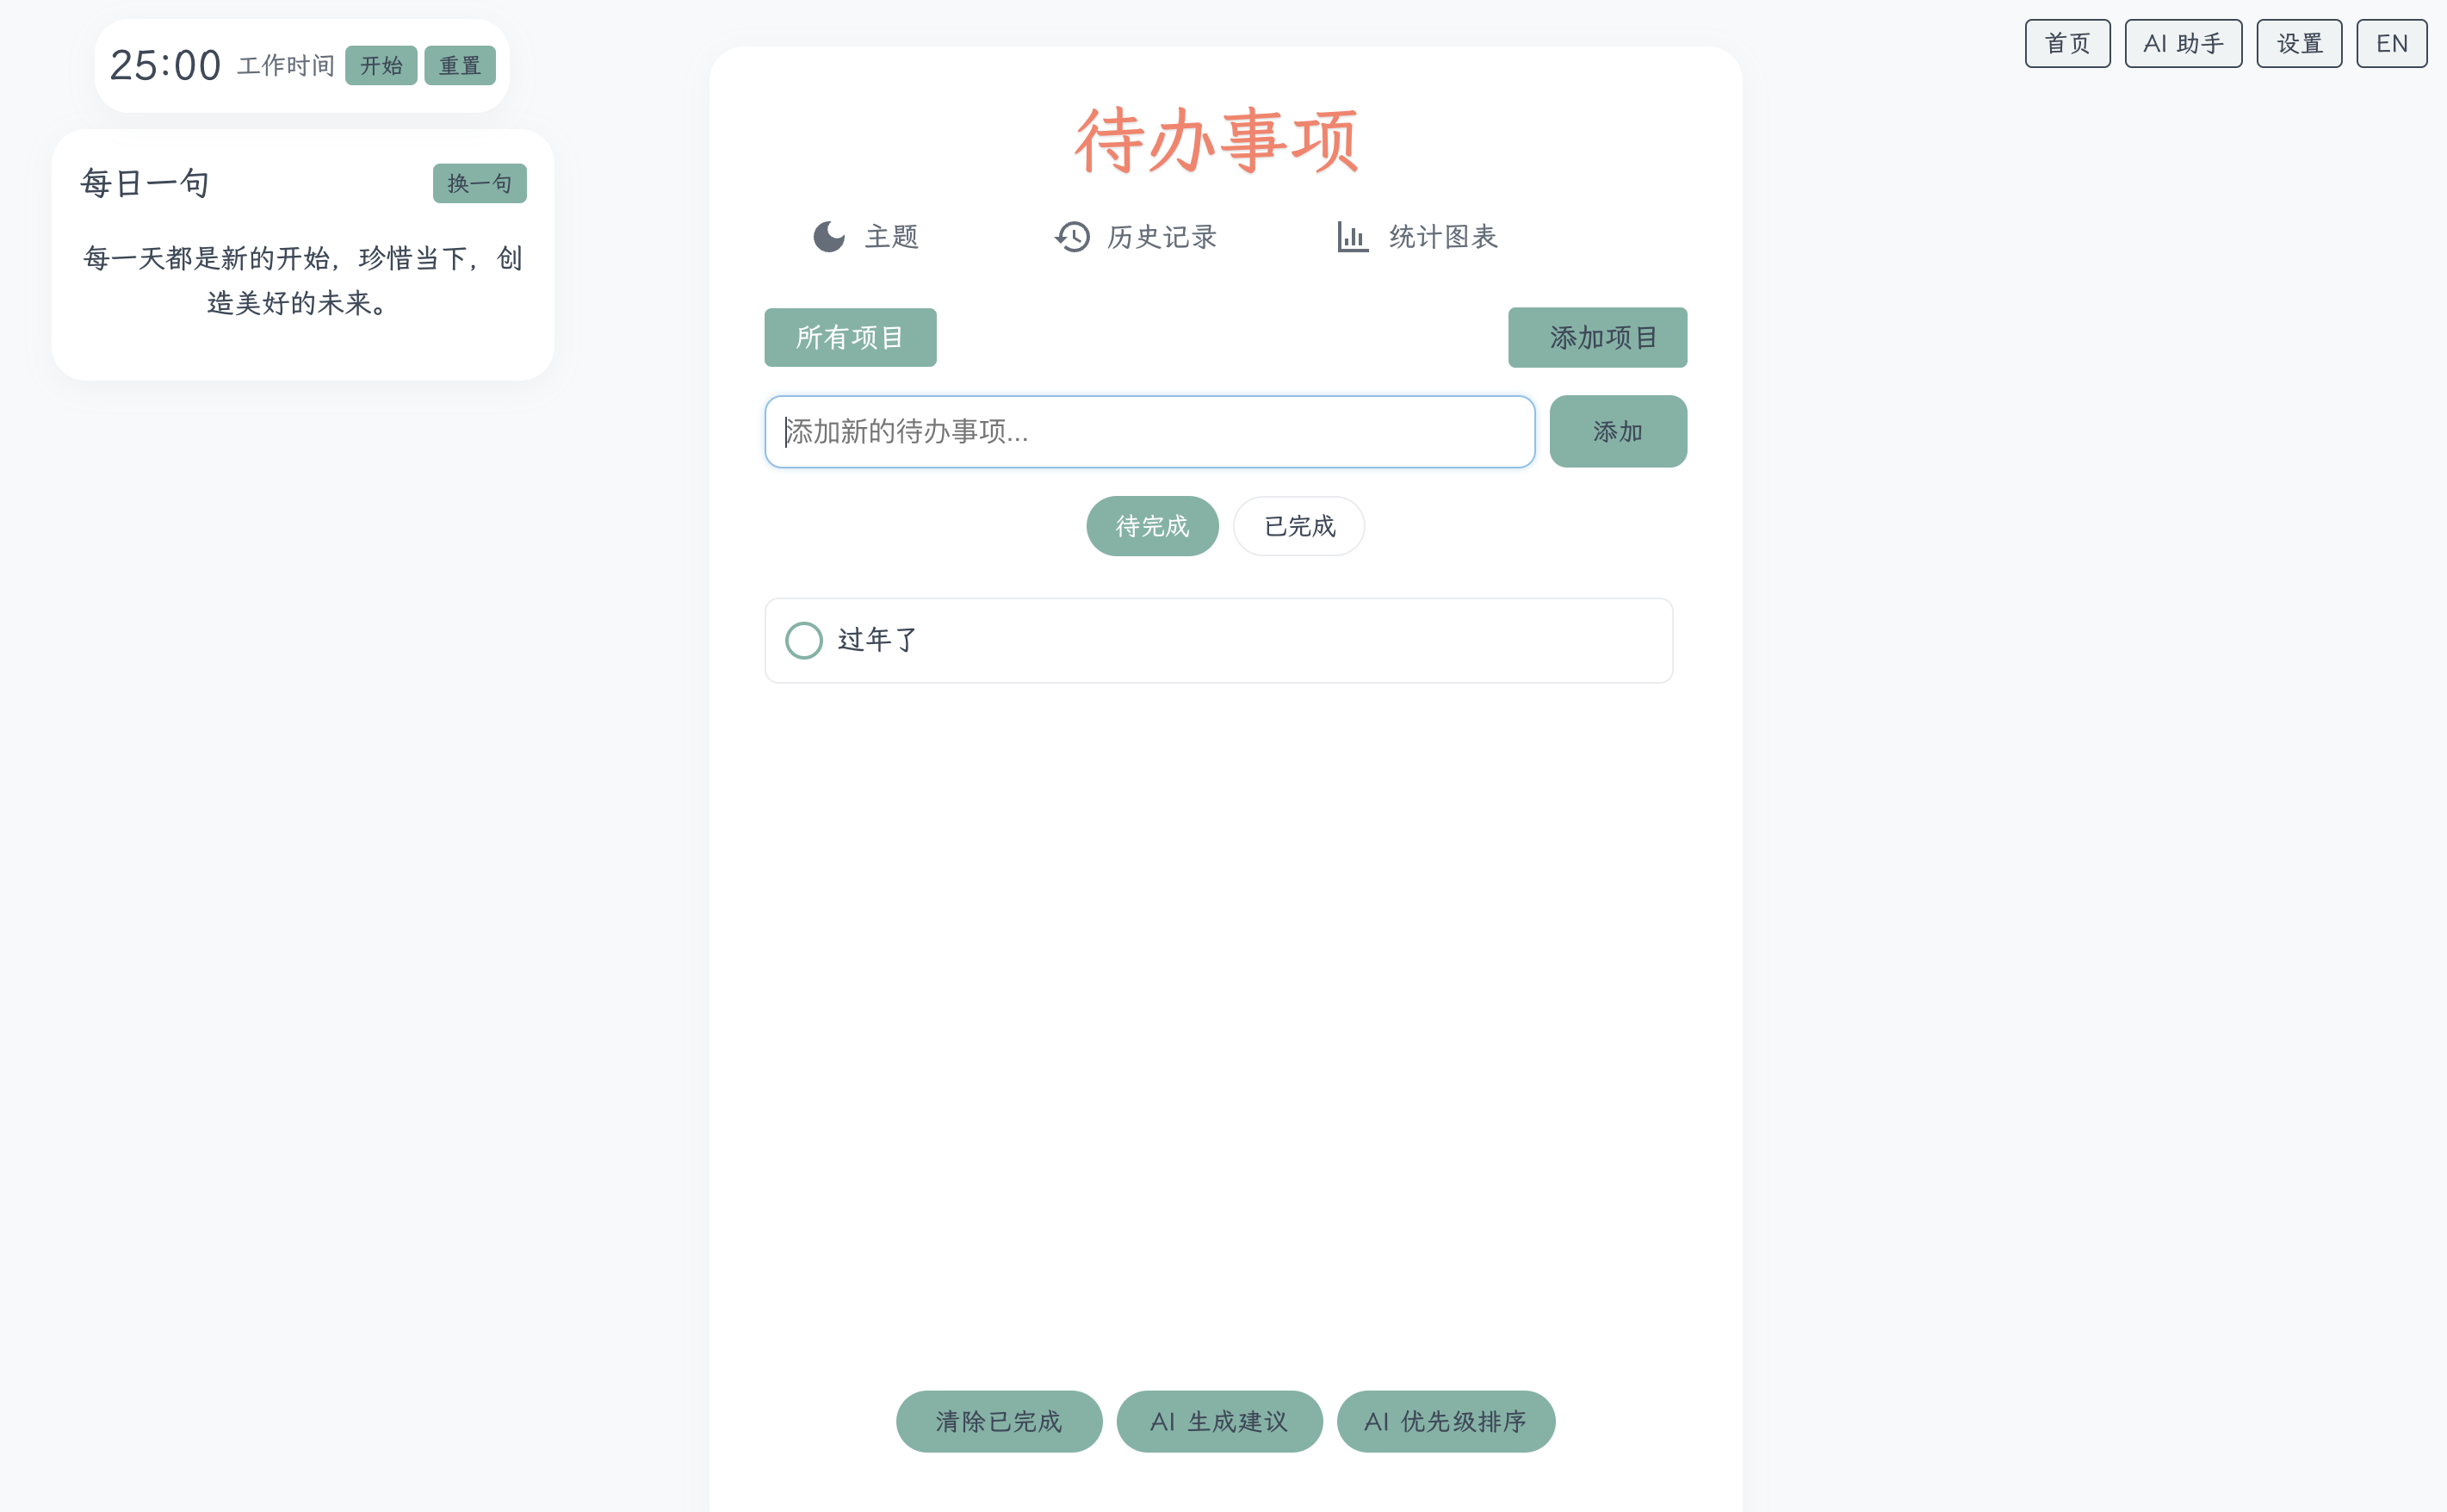 25:00 工作时间 开始 重置
首页 AI 助手 设置 EN
每日一句 换一句
每一天都是新的开始，珍惜当下，创
造美好的未来。
待办事项
主题 历史记录 统计图表
所有项目 添加项目
添加新的待办事项... 添加
待完成 已完成
过年了
清除已完成 AI 生成建议 AI 优先级排序